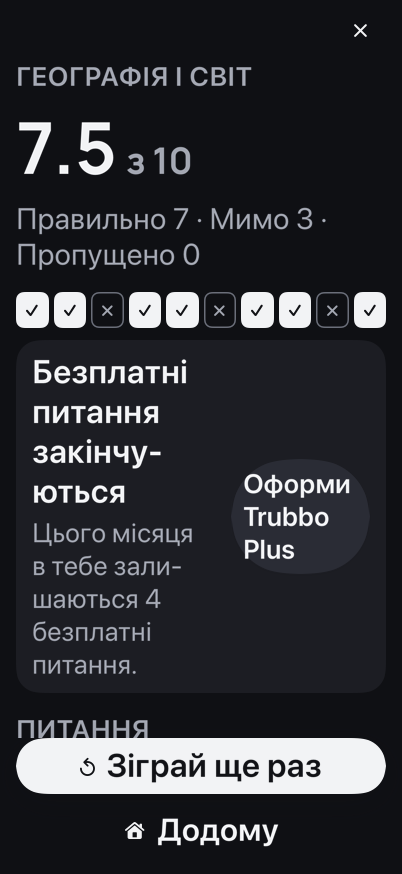 ГЕОГРАФІЯ І СВІТ
7.5 з 10
Правильно 7 · Мимо 3 ·
Пропущено 0
Безплатні
питання
закінчу-
ються
Цього місяця
в тебе зали-
шаються 4
безплатні
питання.
Оформи
Trubbo
Plus
ПИТАННЯ
Зіграй ще раз
Додому